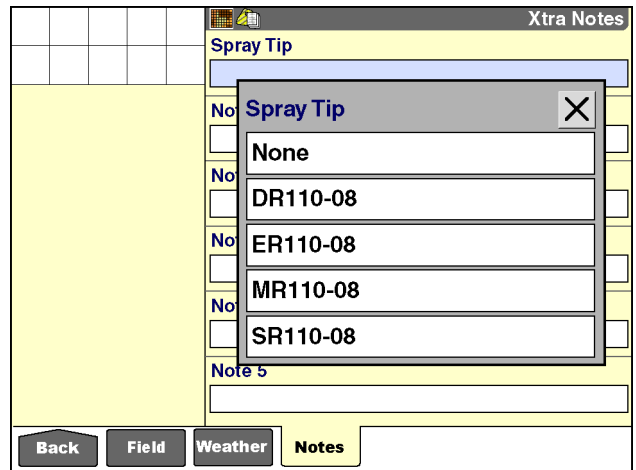 Xtra Notes
Spray Tip
Spray Tip
None
DR110-08
ER110-08
MR110-08
SR110-08
Note 5
Back
Field
Weather
Notes